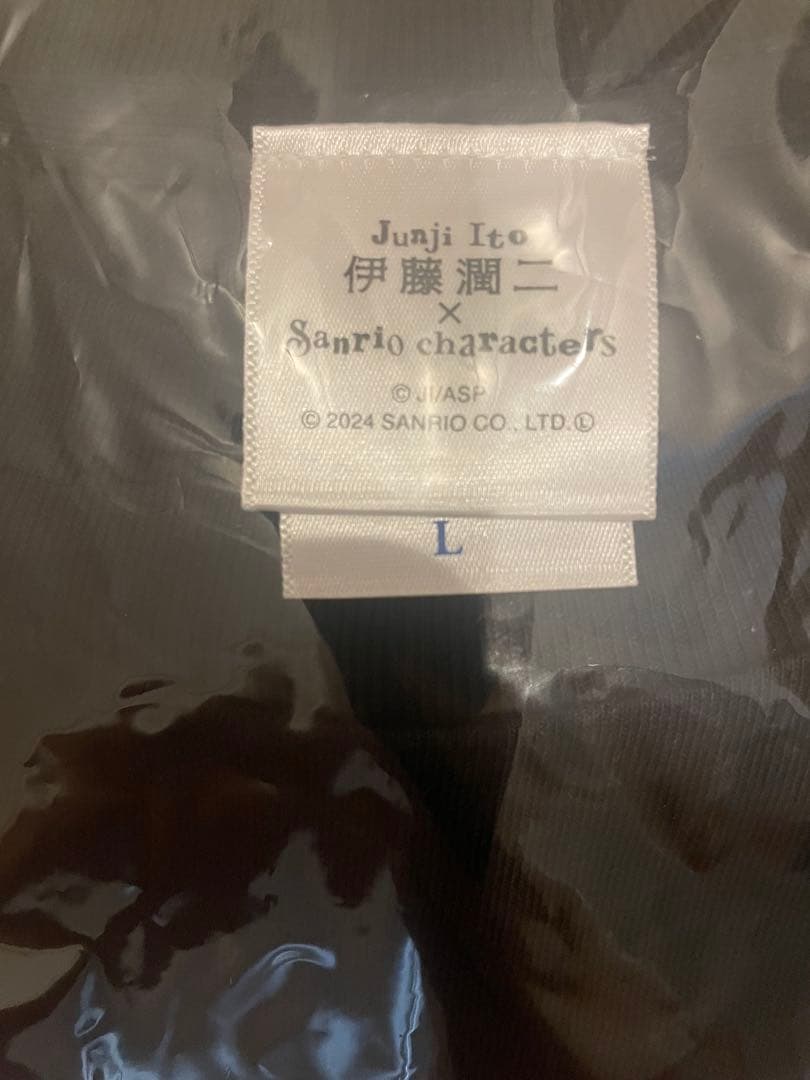 Junji Ito
伊藤潤二
×
Sanrio characters
© JI/ASP
© 2024 SANRIO CO., LTD. Ⓛ
L